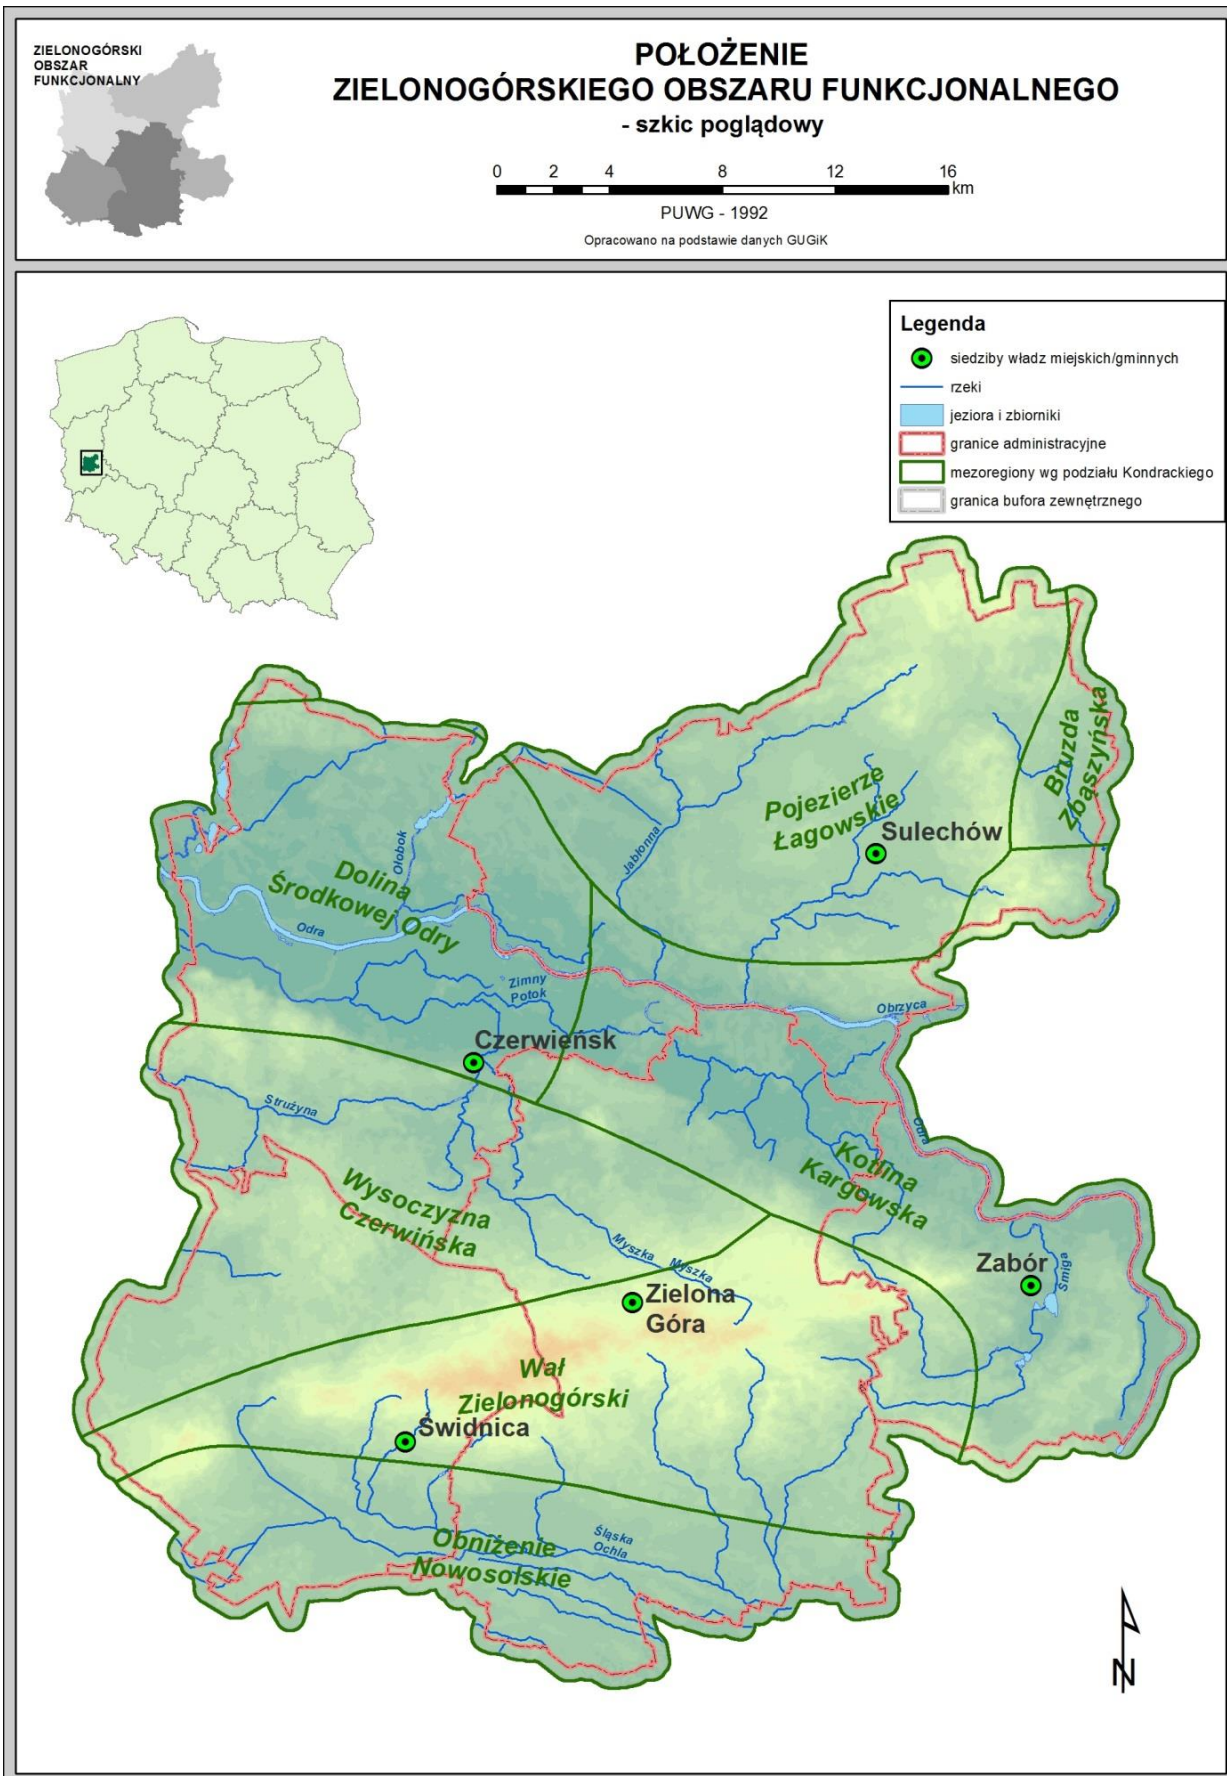 ZIELONOGÓRSKI
OBSZAR
FUNKCJONALNY
POŁOŻENIE
ZIELONOGÓRSKIEGO OBSZARU FUNKCJONALNEGO
- szkic poglądowy
0 2 4 8 12 16
km
PUWG - 1992
Opracowano na podstawie danych GUGiK
Legenda
siedziby władz miejskich/gminnych
rzeki
jeziora i zbiorniki
granice administracyjne
mezoregiony wg podziału Kondrackiego
granica bufora zewnętrznego
Bruzda
Zbąszyńska
Pojezierze
Łagowskie
Sulechów
Jabłonna
Ołobok
Dolina
Środkowej Odry
Odra
Zimny
Potok
Obrzyca
Czerwieńsk
Strużyna
Odra
Kotlina
Kargowska
Wysoczyzna
Czerwińska
Myszka
Myszka
Zabór
Śmiga
Zielona
Góra
Wał
Zielonogórski
Świdnica
Śląska
Ochla
Obniżenie
Nowosolskie
N